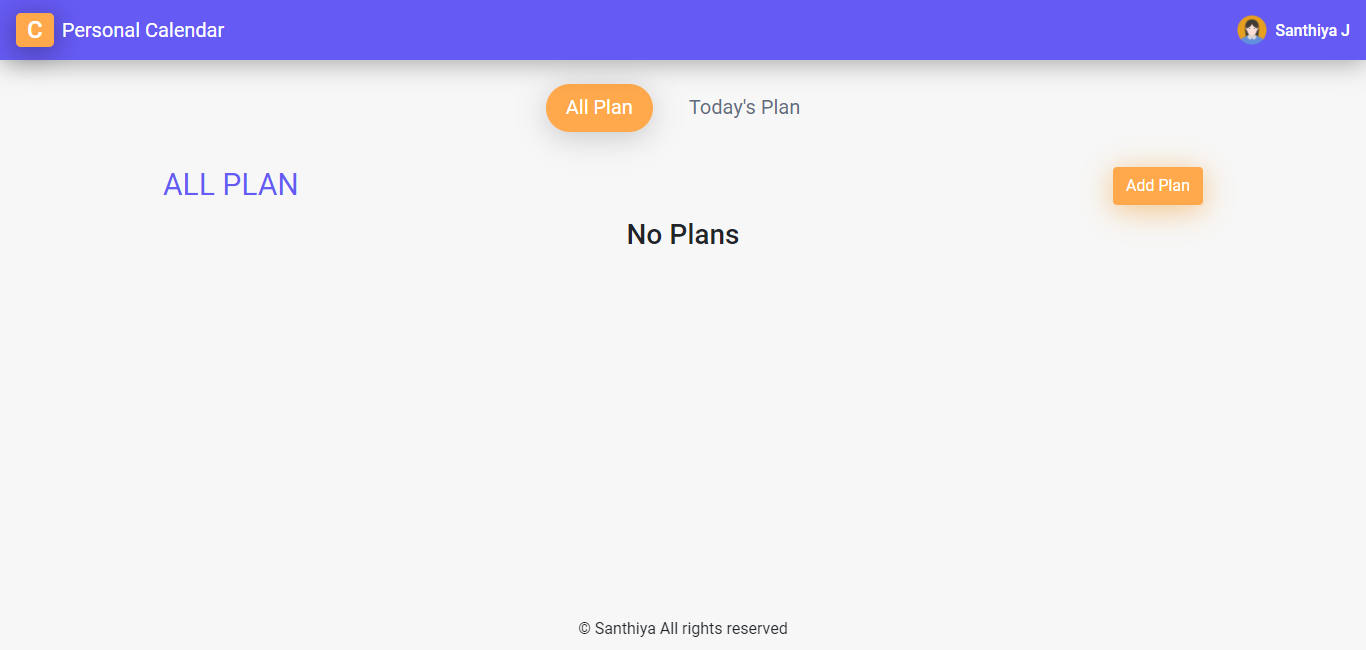 C Personal Calendar Santhiya J
All Plan Today's Plan
ALL PLAN Add Plan
No Plans
© Santhiya All rights reserved